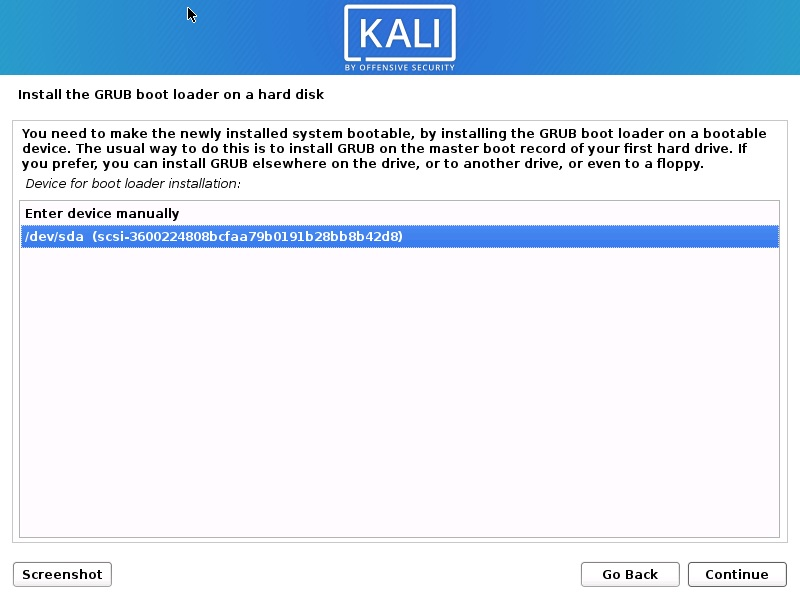 KALI
BY OFFENSIVE SECURITY
Install the GRUB boot loader on a hard disk
You need to make the newly installed system bootable, by installing the GRUB boot loader on a bootable
device. The usual way to do this is to install GRUB on the master boot record of your first hard drive. If
you prefer, you can install GRUB elsewhere on the drive, or to another drive, or even to a floppy.
Device for boot loader installation:
Enter device manually
/dev/sda  (scsi-3600224808bcfaa79b0191b28bb8b42d8)
Screenshot
Go Back
Continue